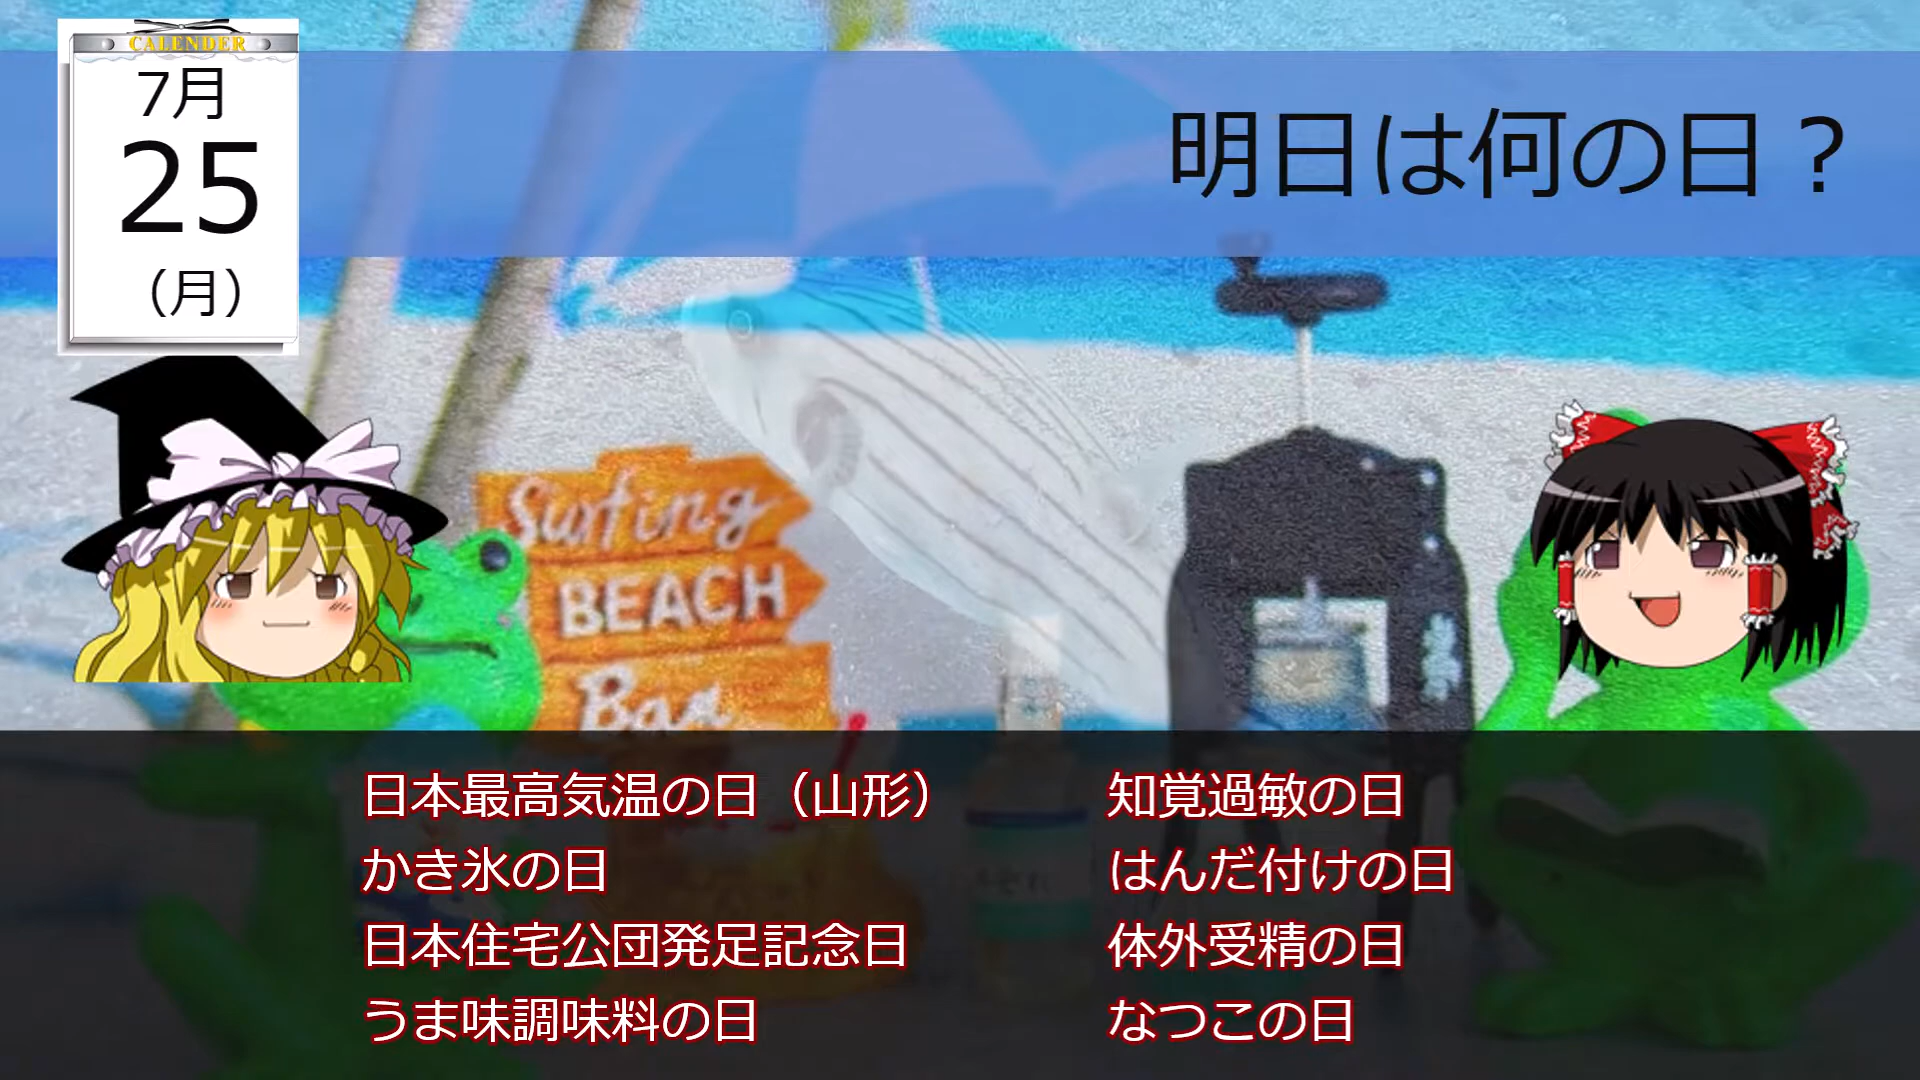 CALENDER
7月
25
（月）
明日は何の日？
Surfing
BEACH
Bar
日本最高気温の日（山形）
かき氷の日
日本住宅公団発足記念日
うま味調味料の日
知覚過敏の日
はんだ付けの日
体外受精の日
なつこの日